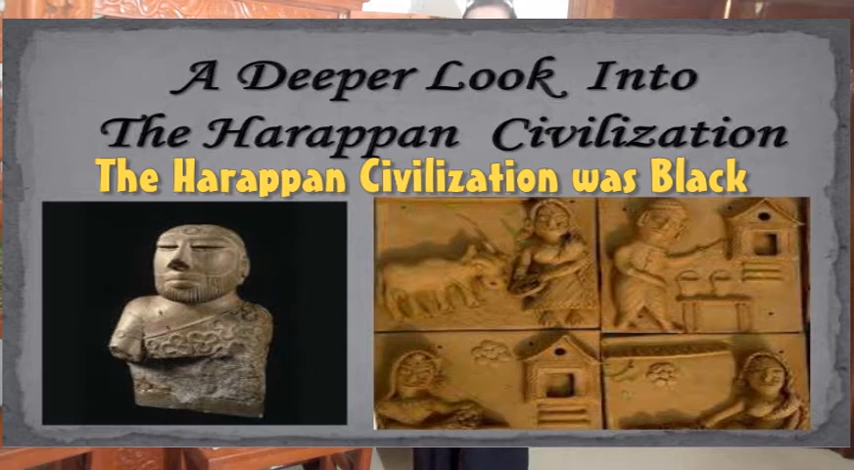 A Deeper Look Into
The Harappan Civilization
The Harappan Civilization was Black